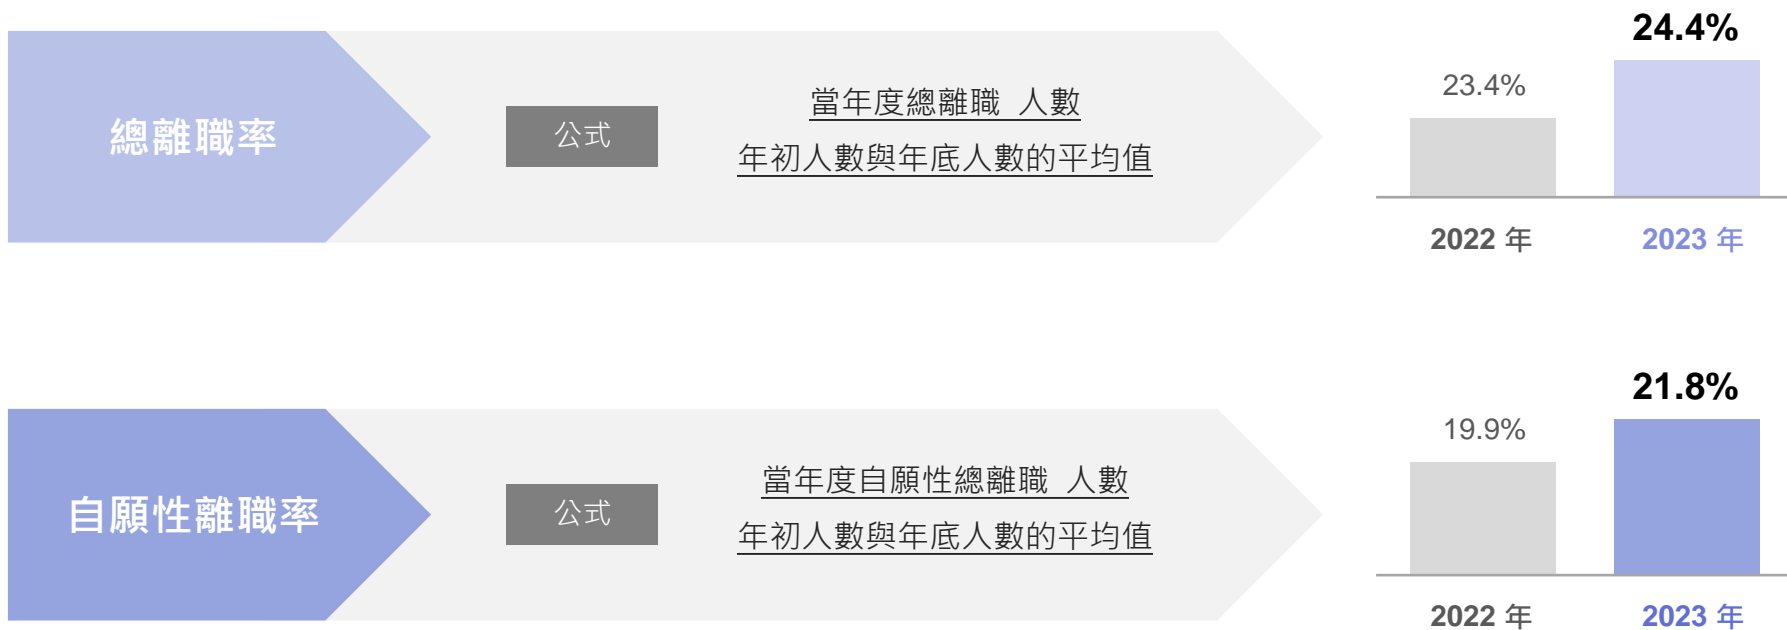 總離職率
公式
當年度總離職 人數
年初人數與年底人數的平均值
24.4%
23.4%
2022 年
2023 年
自願性離職率
公式
當年度自願性總離職 人數
年初人數與年底人數的平均值
21.8%
19.9%
2022 年
2023 年